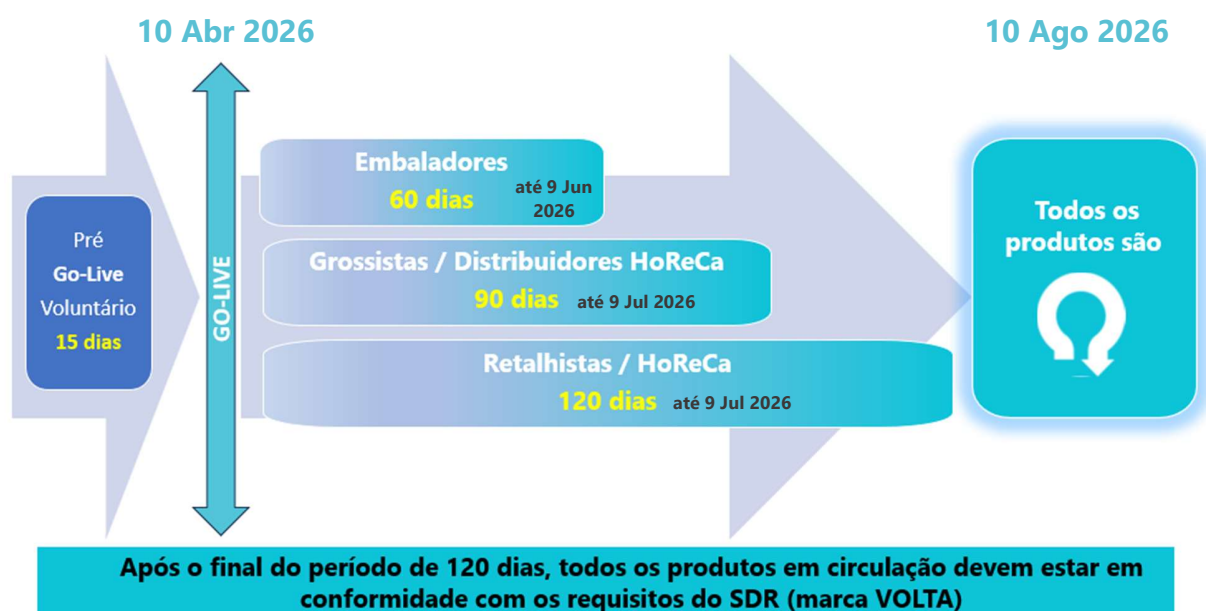 10 Abr 2026
10 Ago 2026
Pré
Go-Live
Voluntário
15 dias
GO-LIVE
Embaladores
60 dias até 9 Jun
2026
Grossistas / Distribuidores HoReCa
90 dias até 9 Jul 2026
Retalhistas / HoReCa
120 dias até 9 Jul 2026
Todos os
produtos são
Após o final do período de 120 dias, todos os produtos em circulação devem estar em
conformidade com os requisitos do SDR (marca VOLTA)